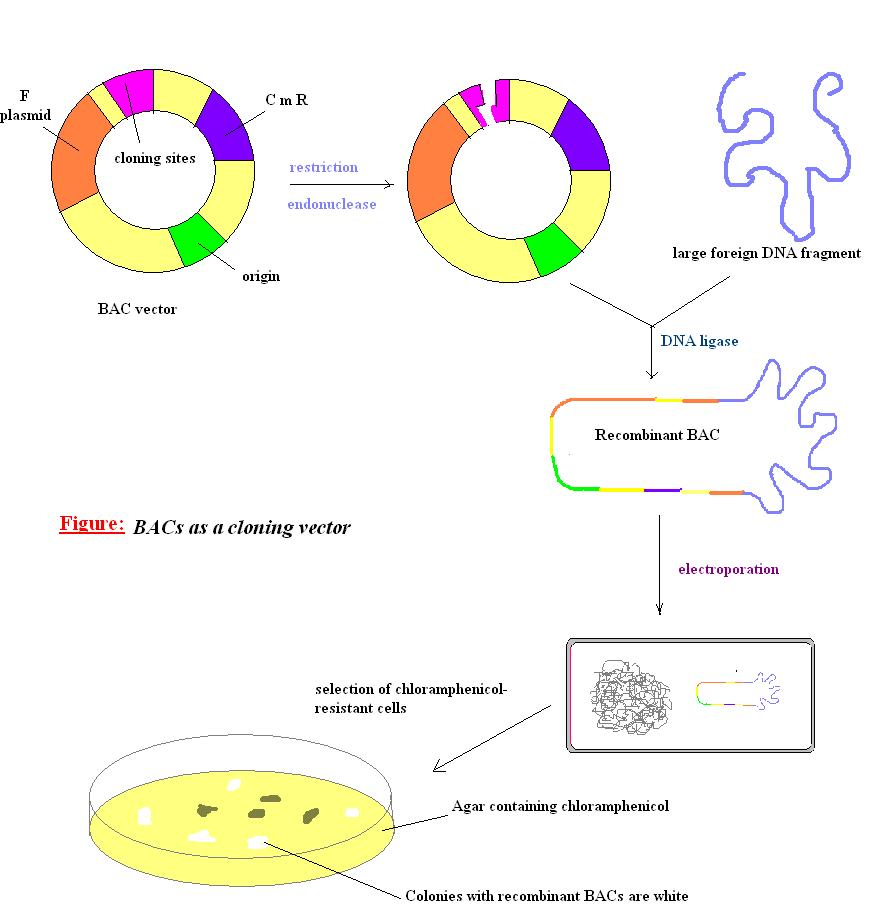 F
plasmid
C m R
cloning sites
origin
BAC vector
restriction
endonuclease
large foreign DNA fragment
DNA ligase
Recombinant BAC
Figure: BACs as a cloning vector
electroporation
selection of chloramphenicol-
resistant cells
Agar containing chloramphenicol
Colonies with recombinant BACs are white